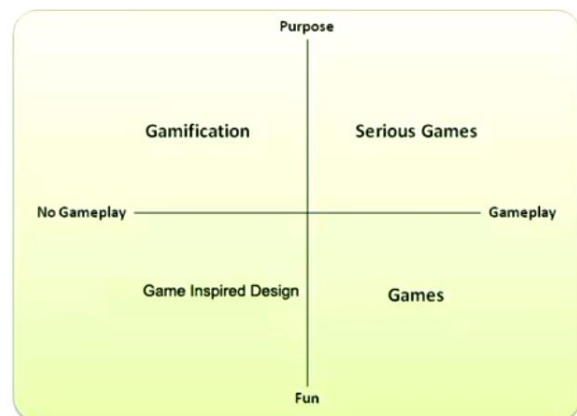 Purpose
Gamification
Serious Games
No Gameplay
Gameplay
Game Inspired Design
Games
Fun